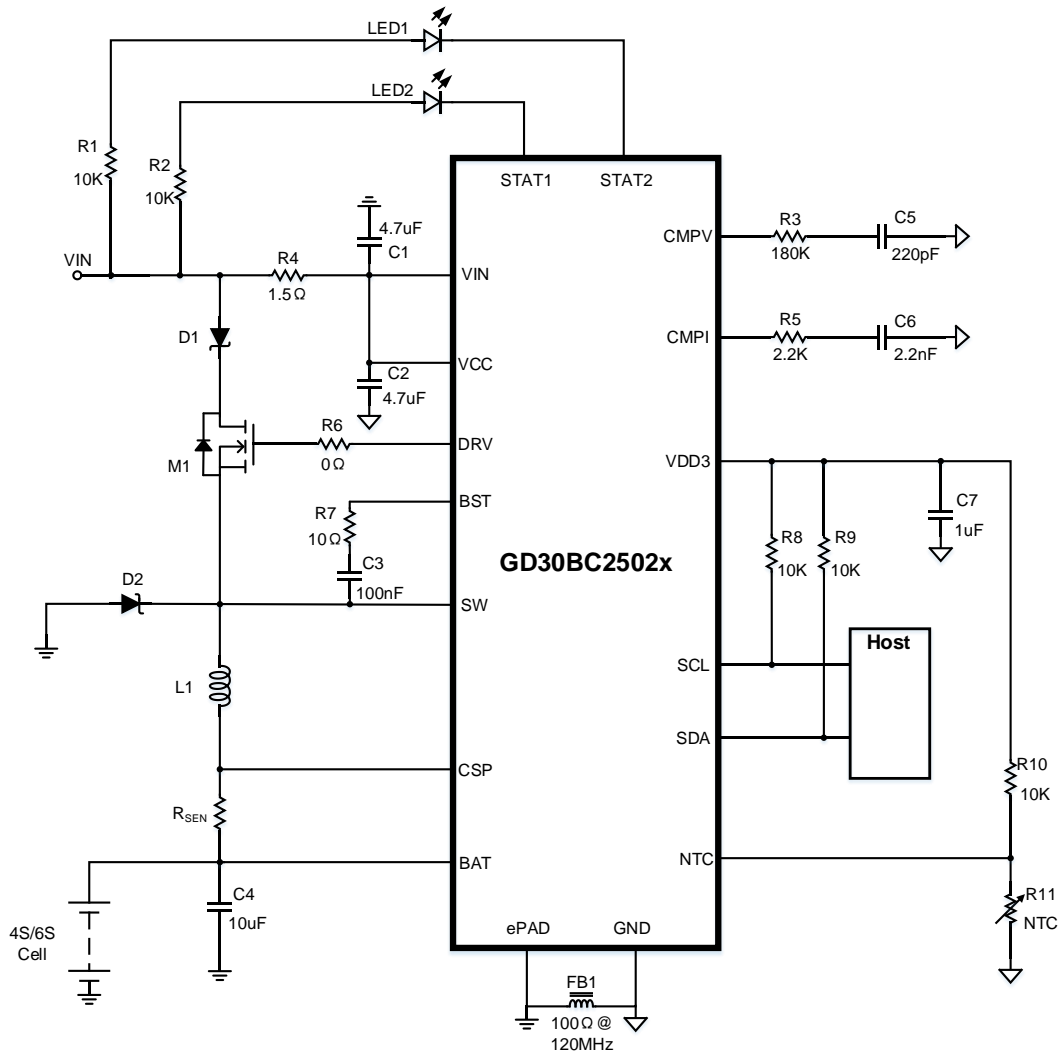 LED1
LED2
R1
10K
R2
10K
STAT1
STAT2
4.7uF
C1
R3
180K
C5
220pF
CMPV
VIN
R4
1.5Ω
VIN
D1
R5
2.2K
C6
2.2nF
CMPI
VCC
C2
4.7uF
R6
0Ω
DRV
M1
VDD3
BST
R7
10Ω
C7
1uF
R8
10K
R9
10K
C3
100nF
GD30BC2502x
D2
SW
Host
SCL
L1
SDA
CSP
R10
10K
RSEN
BAT
NTC
C4
10uF
R11
NTC
4S/6S
Cell
ePAD
GND
FB1
100Ω @
120MHz